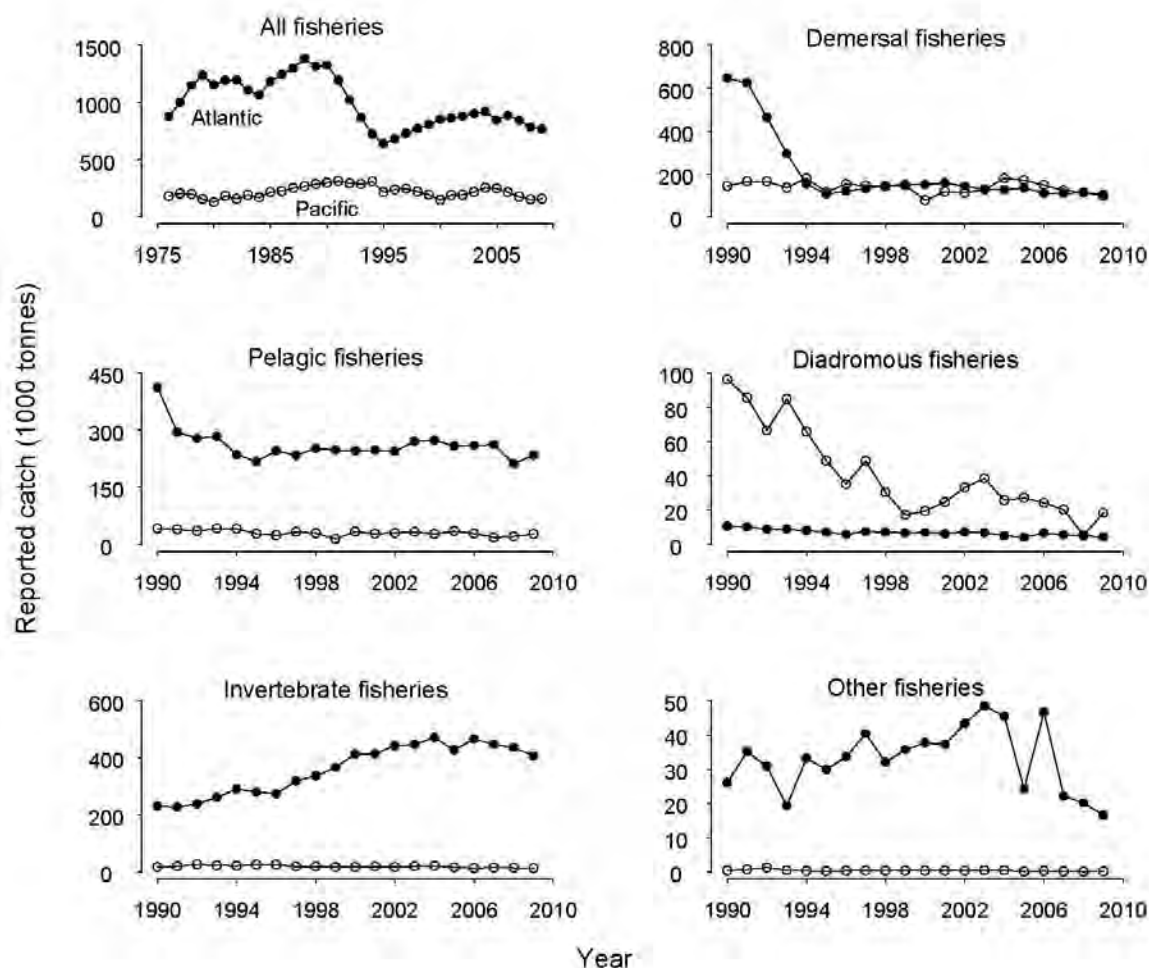 All fisheries
1500
1000
500
0
Atlantic
Pacific
1975 1985 1995 2005
Demersal fisheries
800
600
400
200
0
1990 1994 1998 2002 2006 2010
Pelagic fisheries
450
300
150
0
1990 1994 1998 2002 2006 2010
Diadromous fisheries
100
80
60
40
20
0
1990 1994 1998 2002 2006 2010
Invertebrate fisheries
600
400
200
0
1990 1994 1998 2002 2006 2010
Other fisheries
50
40
30
20
10
0
1990 1994 1998 2002 2006 2010
Reported catch (1000 tonnes)
Year